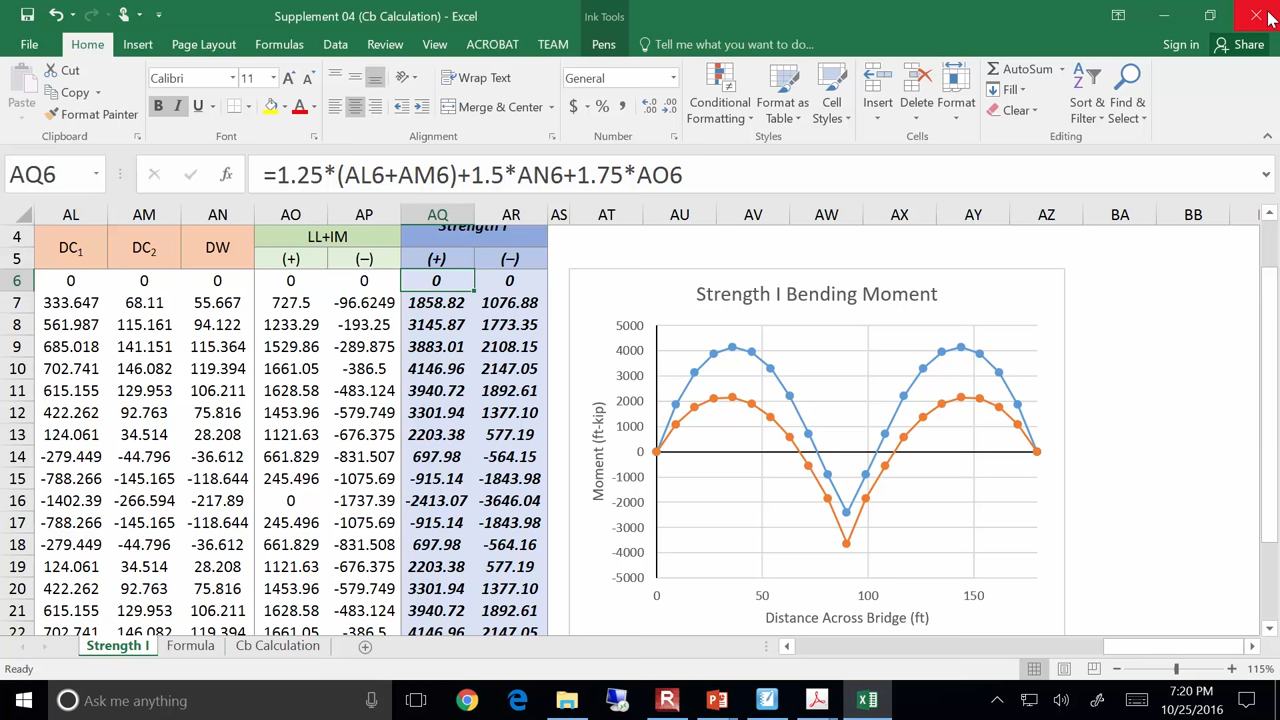 Supplement 04 (Cb Calculation) - Excel
Ink Tools
File Home Insert Page Layout Formulas Data Review View ACROBAT TEAM Pens Tell me what you want to do... Sign in Share
Paste
Cut
Copy
Format Painter
Clipboard
Calibri 11
B I U
Font
Wrap Text
Merge & Center
Alignment
General
$ % ,
Number
Conditional Formatting
Format as Table
Cell Styles
Styles
Insert
Delete
Format
Cells
AutoSum
Fill
Clear
Sort & Filter
Find & Select
Editing
AQ6 fx =1.25*(AL6+AM6)+1.5*AN6+1.75*AO6
AL AM AN AO AP AQ AR AS AT AU AV AW AX AY AZ BA BB
4 DC1 DC2 DW LL+IM Strength I
5 (+) (–) (+) (–)
6 0 0 0 0 0 0 0
7 333.647 68.11 55.667 727.5 -96.6249 1858.82 1076.88
8 561.987 115.161 94.122 1233.29 -193.25 3145.87 1773.35
9 685.018 141.151 115.364 1529.86 -289.875 3883.01 2108.15
10 702.741 146.082 119.394 1661.05 -386.5 4146.96 2147.05
11 615.155 129.953 106.211 1628.58 -483.124 3940.72 1892.61
12 422.262 92.763 75.816 1453.96 -579.749 3301.94 1377.10
13 124.061 34.514 28.208 1121.63 -676.375 2203.38 577.19
14 -279.449 -44.796 -36.612 661.829 -831.507 697.98 -564.15
15 -788.266 -145.165 -118.644 245.496 -1075.69 -915.14 -1843.98
16 -1402.39 -266.594 -217.89 0 -1737.39 -2413.07 -3646.04
17 -788.266 -145.165 -118.644 245.496 -1075.69 -915.14 -1843.98
18 -279.449 -44.796 -36.612 661.829 -831.508 697.98 -564.16
19 124.061 34.514 28.208 1121.63 -676.375 2203.38 577.19
20 422.262 92.763 75.816 1453.96 -579.749 3301.94 1377.10
21 615.155 129.953 106.211 1628.58 -483.124 3940.72 1892.61
22 702.741 146.082 119.394 1661.05 -386.5 4146.96 2147.05
Strength I Bending Moment
5000
4000
3000
2000
1000
0
-1000
-2000
-3000
-4000
-5000
Moment (ft-kip)
0 50 100 150
Distance Across Bridge (ft)
Strength I Formula Cb Calculation
Ready
115%
Ask me anything
7:20 PM
10/25/2016